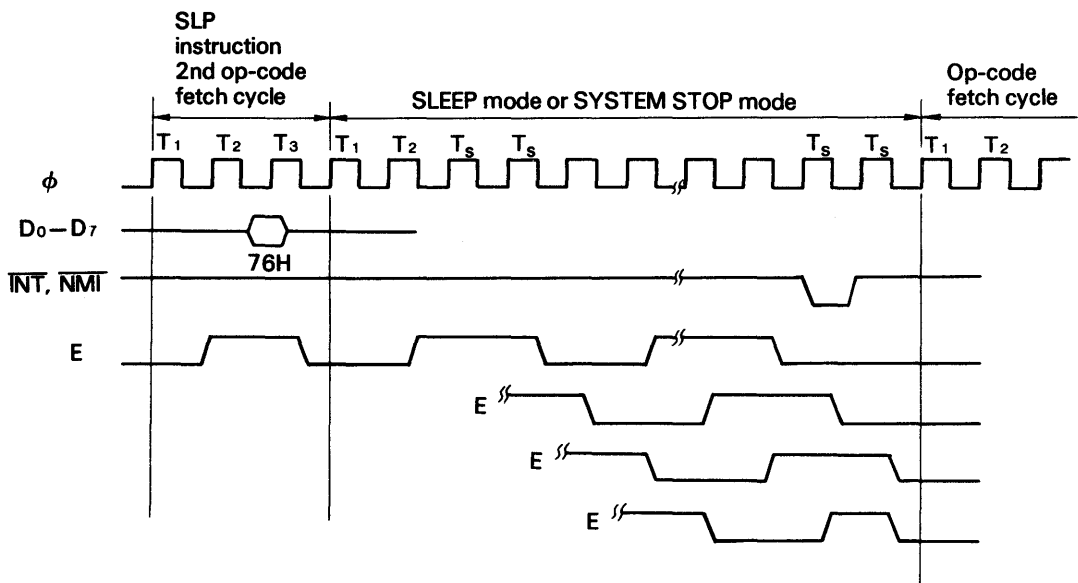 SLP
instruction
2nd op-code
fetch cycle
SLEEP mode or SYSTEM STOP mode
Op-code
fetch cycle
T1 T2 T3 T1 T2 Ts Ts Ts Ts T1 T2
φ
D0–D7
76H
INT, NMI
E
E
E
E